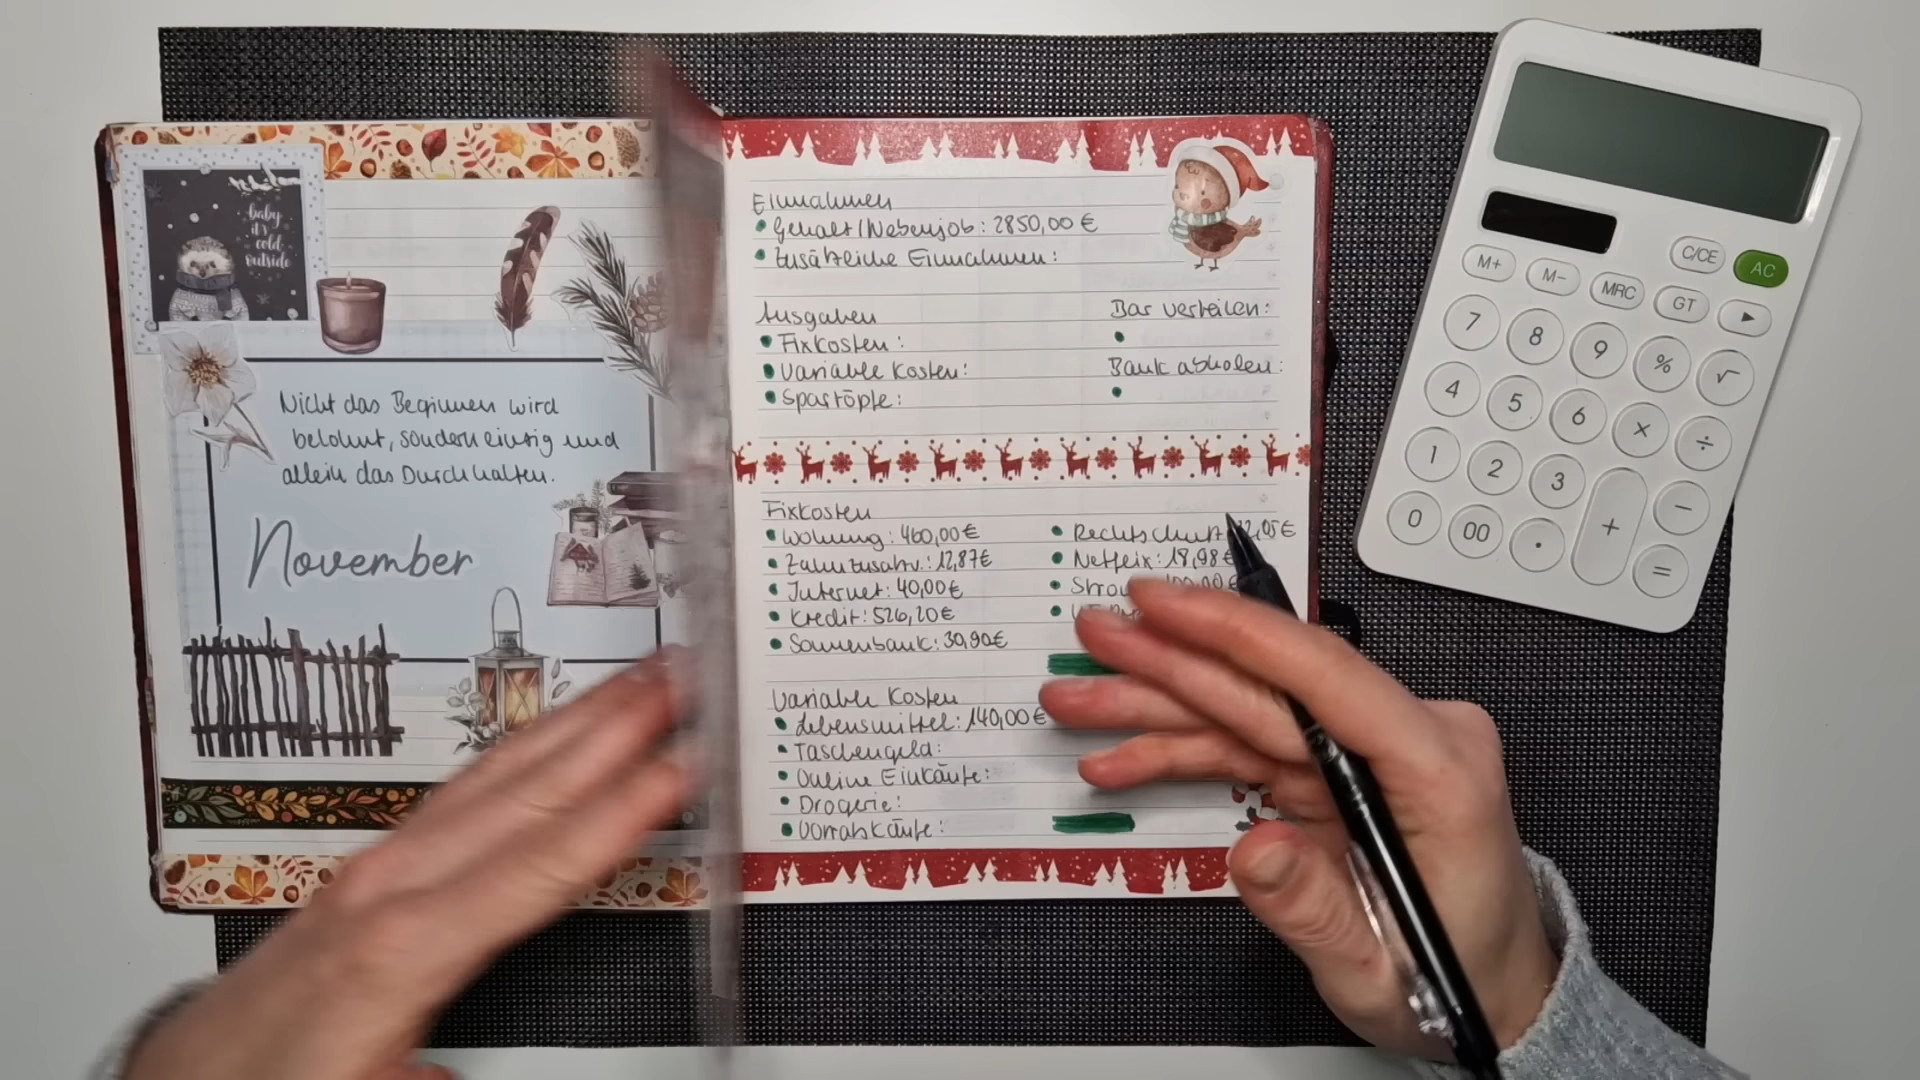 baby
it's
cold
outside
Nicht das Beginnen wird
belohnt, sondern einzig und
allein das Durchhalten.
November
Einnahmen
Gehalt/Nebenjob: 2850,00 €
Zusätzliche Einnahmen:
Ausgaben
Fixkosten:
Variable Kosten:
Spartöpfe:
Bar verteilen:
Bank abholen:
Fixkosten
Wohnung: 460,00 €
Zahnzusatzv.: 12,87€
Internet: 40,00€
Kredit: 526,20€
Sonnenbank: 30,90€
Rechtschutz
Netflix: 18,98€
Variable Kosten
Lebensmittel: 140,00€
Taschengeld:
Online Einkäufe:
Drogerie:
Vorratskäufe:
C/CE
AC
M+
M-
MRC
GT
▶
7
8
9
%
√
4
5
6
×
÷
1
2
3
+
−
0
00
.
=